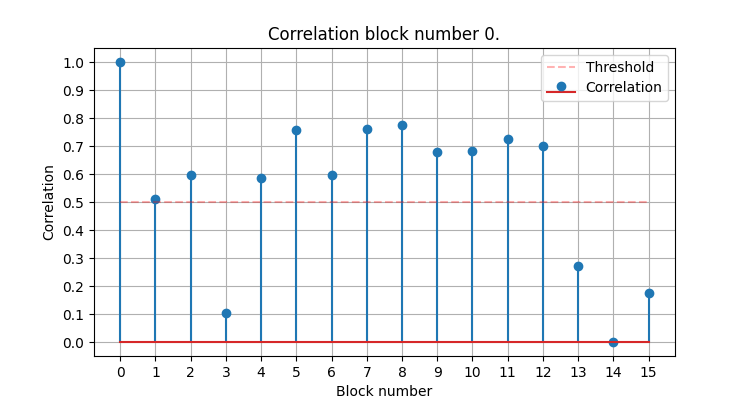 Correlation block number 0.
Threshold
Correlation
Correlation
1.0
0.9
0.8
0.7
0.6
0.5
0.4
0.3
0.2
0.1
0.0
0 1 2 3 4 5 6 7 8 9 10 11 12 13 14 15
Block number